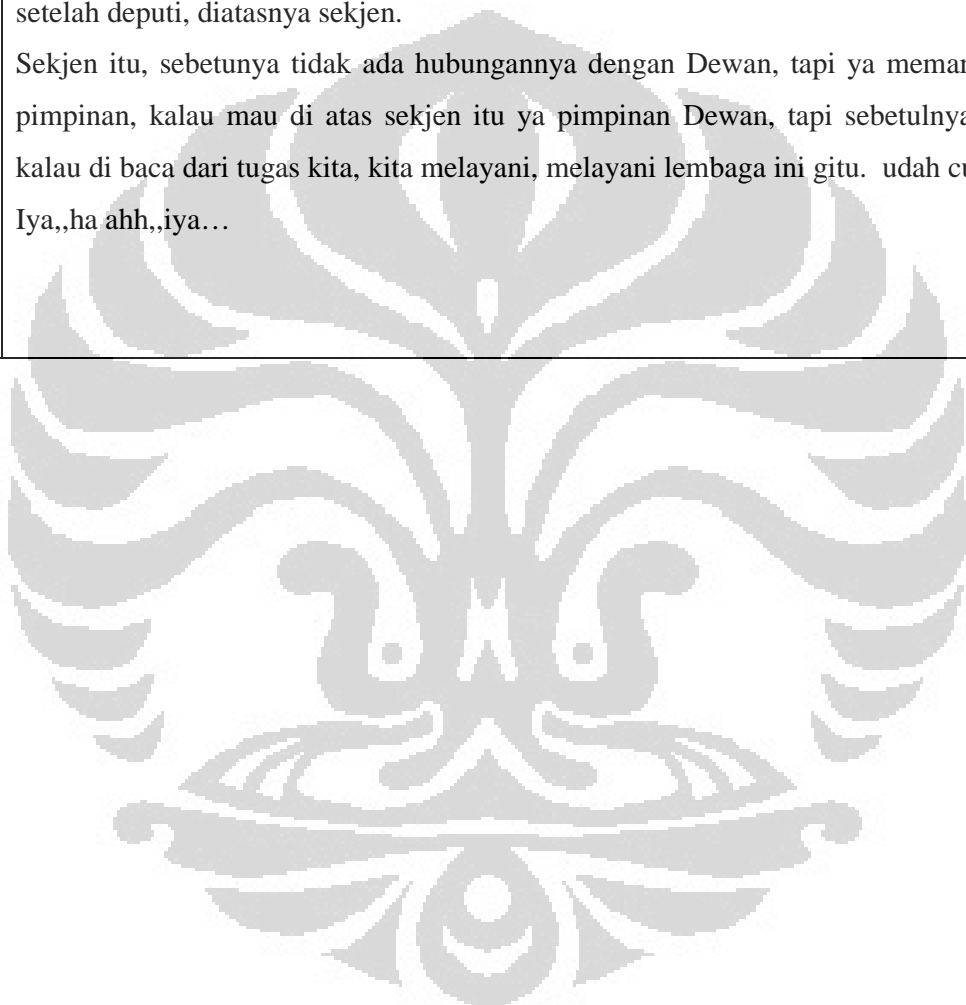 setelah deputi, diatasnya sekjen.
Sekjen itu, sebetunya tidak ada hubungannya dengan Dewan, tapi ya
pimpinan, kalau mau di atas sekjen itu ya pimpinan Dewan, tapi sebetulnya
kalau di baca dari tugas kita, kita melayani, melayani lembaga ini gitu. udah
Iya,,ha ahh,,iya…